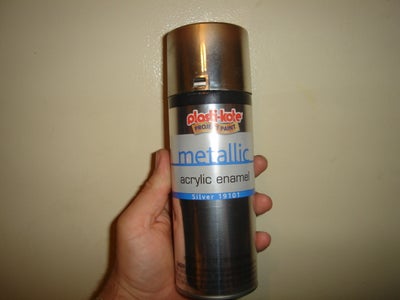 plasti-kote
PROJECT PAINT
metallic
acrylic enamel
Silver 19101